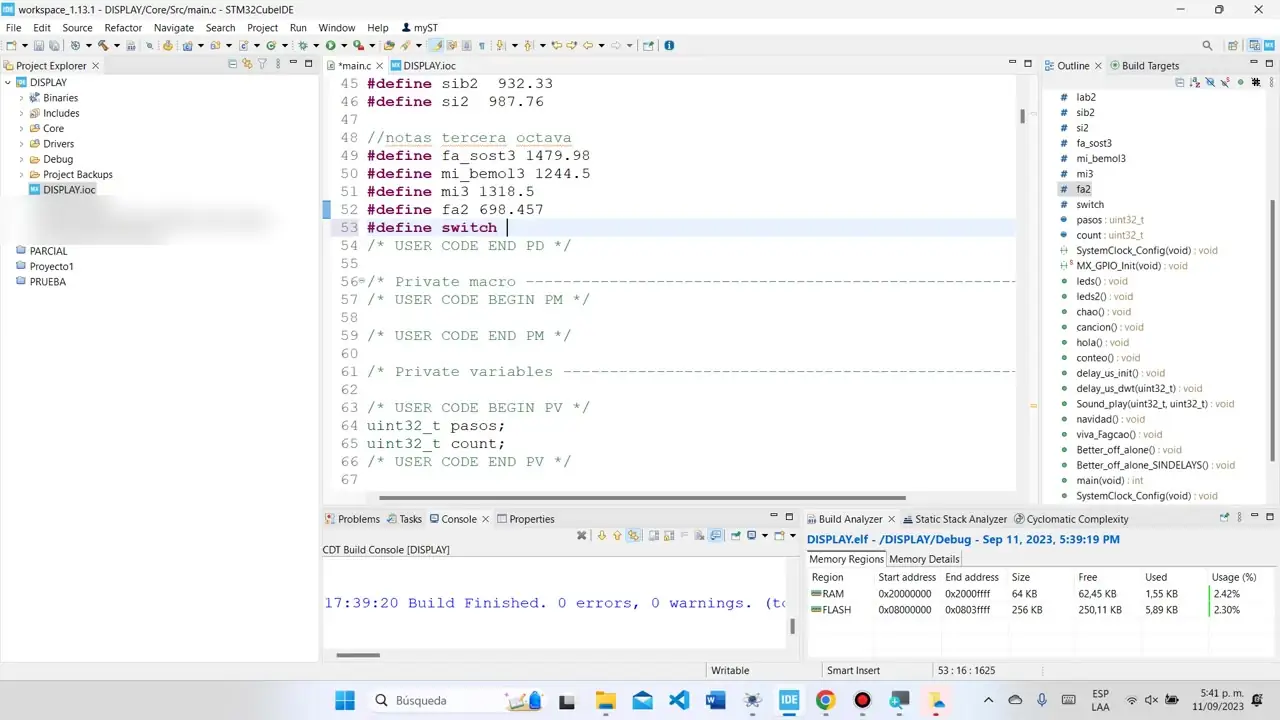 workspace_1.13.1 - DISPLAY/Core/Src/main.c - STM32CubeIDE
File Edit Source Refactor Navigate Search Project Run Window Help myST
Project Explorer
DISPLAY
Binaries
Includes
Core
Drivers
Debug
Project Backups
DISPLAY.ioc
PARCIAL
Proyecto1
PRUEBA
*main.c DISPLAY.ioc
45 #define sib2 932.33
46 #define si2 987.76
47
48 //notas tercera octava
49 #define fa_sost3 1479.98
50 #define mi_bemol3 1244.5
51 #define mi3 1318.5
52 #define fa2 698.457
53 #define switch
54 /* USER CODE END PD */
55
56 /* Private macro -----------------------------------------------------
57 /* USER CODE BEGIN PM */
58
59 /* USER CODE END PM */
60
61 /* Private variables -------------------------------------------------
62
63 /* USER CODE BEGIN PV */
64 uint32_t pasos;
65 uint32_t count;
66 /* USER CODE END PV */
67
Outline Build Targets
# lab2
# sib2
# si2
# fa_sost3
# mi_bemol3
# mi3
# fa2
# switch
pasos : uint32_t
count : uint32_t
SystemClock_Config(void) : void
MX_GPIO_Init(void) : void
leds() : void
leds2() : void
chao() : void
cancion() : void
hola() : void
conteo() : void
delay_us_init() : void
delay_us_dwt(uint32_t) : void
Sound_play(uint32_t, uint32_t) : void
navidad() : void
viva_Fagcao() : void
Better_off_alone() : void
Better_off_alone_SINDELAYS() : void
main(void) : int
SystemClock_Config(void) : void
Problems Tasks Console Properties
CDT Build Console [DISPLAY]
17:39:20 Build Finished. 0 errors, 0 warnings. (to
Build Analyzer Static Stack Analyzer Cyclomatic Complexity
DISPLAY.elf - /DISPLAY/Debug - Sep 11, 2023, 5:39:19 PM
Memory Regions Memory Details
Region Start address End address Size Free Used Usage (%)
RAM 0x20000000 0x2000ffff 64 KB 62,45 KB 1,55 KB 2.42%
FLASH 0x08000000 0x0803ffff 256 KB 250,11 KB 5,89 KB 2.30%
Writable Smart Insert 53 : 16 : 1625
Búsqueda
IDE
ESP
LAA
5:41 p. m.
11/09/2023